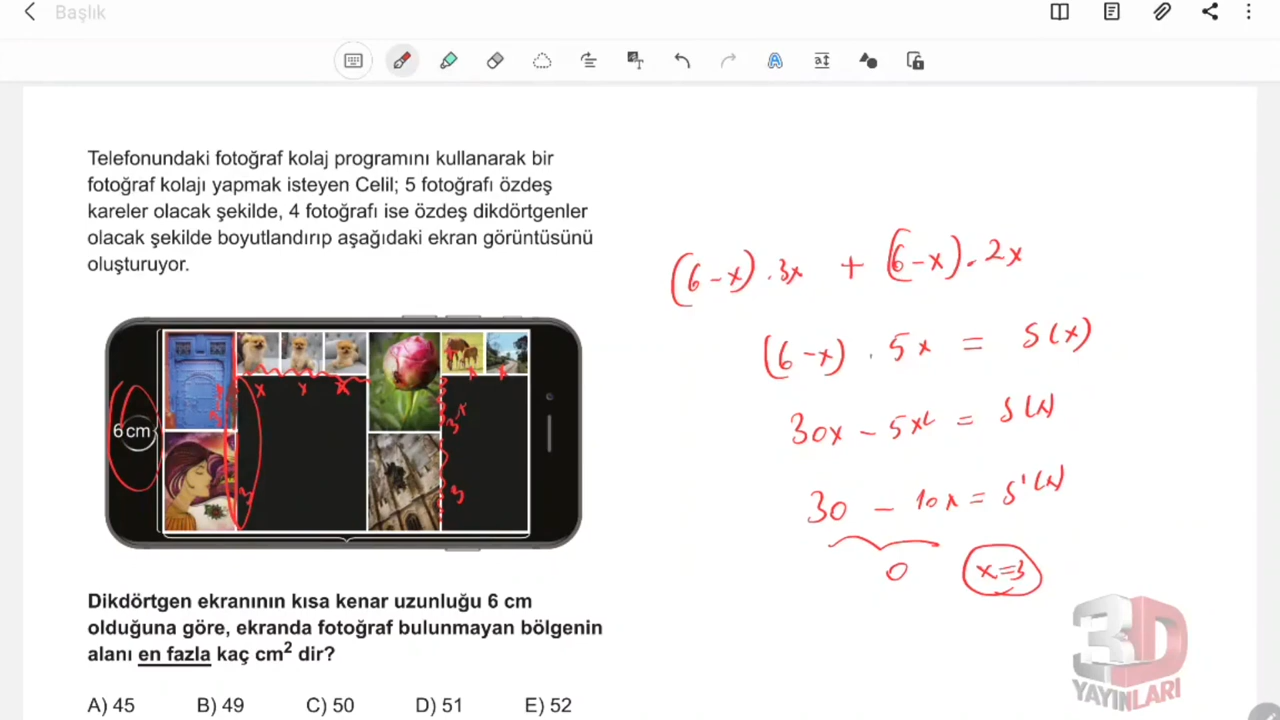 Başlık
Telefonundaki fotoğraf kolaj programını kullanarak bir
fotoğraf kolajı yapmak isteyen Celil; 5 fotoğrafı özdeş
kareler olacak şekilde, 4 fotoğrafı ise özdeş dikdörtgenler
olacak şekilde boyutlandırıp aşağıdaki ekran görüntüsünü
oluşturuyor.
6 cm
x x x x x
Dikdörtgen ekranının kısa kenar uzunluğu 6 cm
olduğuna göre, ekranda fotoğraf bulunmayan bölgenin
alanı en fazla kaç cm² dir?
A) 45 B) 49 C) 50 D) 51 E) 52
(6-x).3x + (6-x).2x
(6-x).5x = S(x)
30x - 5x² = S(x)
30 - 10x = S'(x)
0 x=3
3D
YAYINLARI